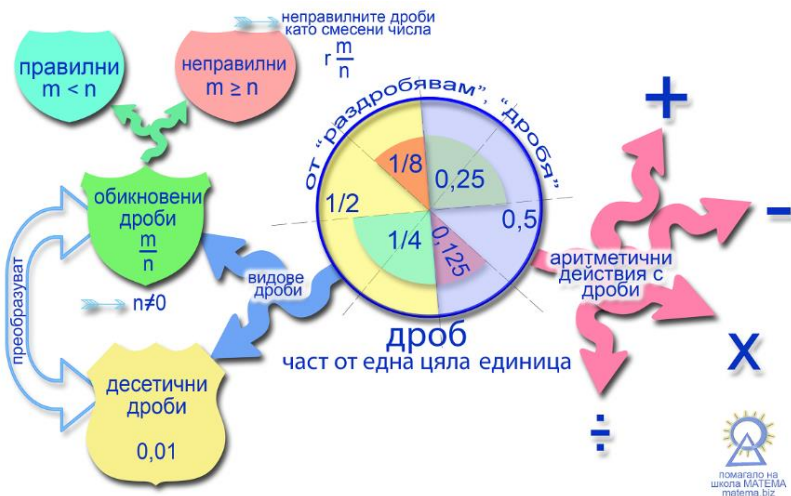 неправилните дроби
като смесени числа
r m/n
правилни
m < n
неправилни
m ≥ n
от "раздробявам", "дробя"
обикновени
дроби
m/n
n≠0
преобразуват
видове
дроби
десетични
дроби
0,01
1/8
0,25
1/2
0,5
1/4
0,125
дроб
част от една цяла единица
аритметични
действия с
дроби
+
-
X
÷
помагало на
школа МАТЕМА
matema.biz